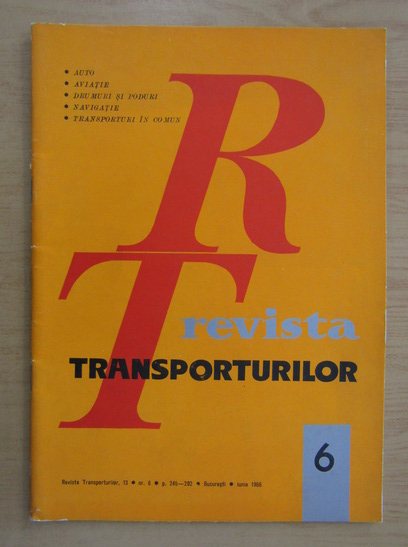 • AUTO
• AVIAȚIE
• DRUMURI ȘI PODURI
• NAVIGAȚIE
• TRANSPORTURI ÎN COMUN
R
T
revista
TRANSPORTURILOR
6
Revista Transporturilor, 13 • nr. 6 • p. 245—292 • București • iunie 1966